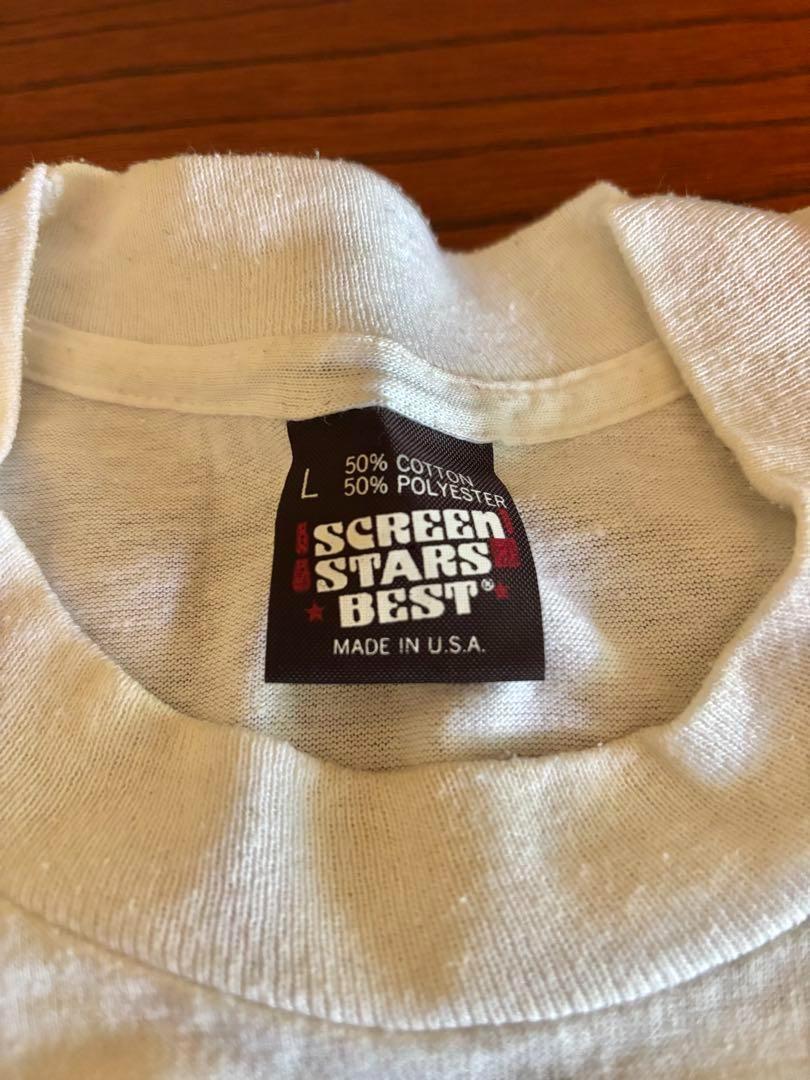 L
50% COTTON
50% POLYESTER
SCREEN
STARS
BEST®
MADE IN U.S.A.